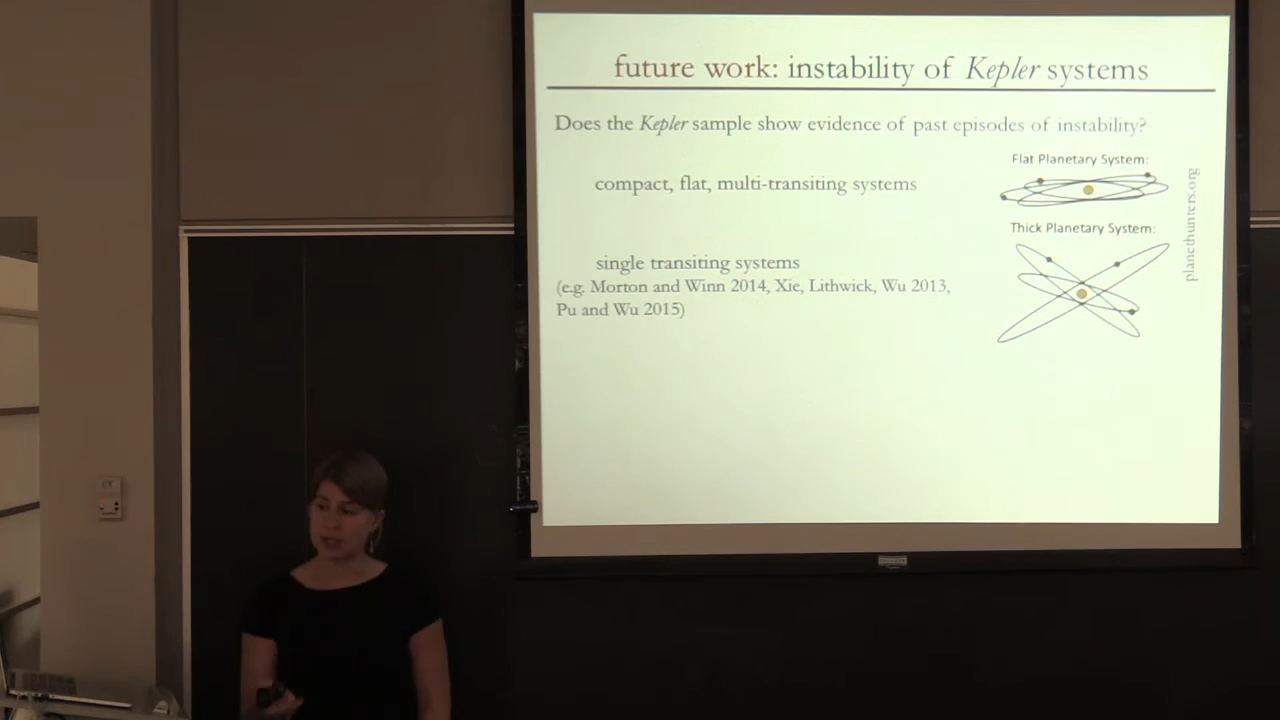 future work: instability of Kepler systems
Does the Kepler sample show evidence of past episodes of instability?
Flat Planetary System:
compact, flat, multi-transiting systems
Thick Planetary System:
single transiting systems
(e.g. Morton and Winn 2014, Xie, Lithwick, Wu 2013,
Pu and Wu 2015)
planethunters.org